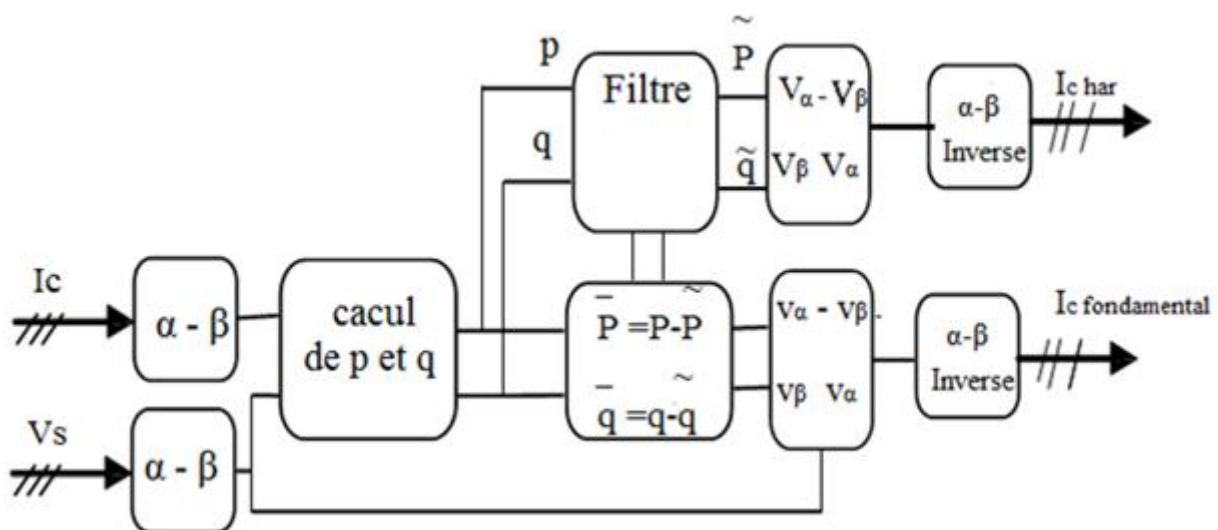 p
q
Filtre
P̃
q̃
Vα - Vβ
Vβ Vα
α-β
Inverse
Ic har
Ic
α - β
Vs
α - β
cacul
de p et q
P̄ =P-P̃
q̄ =q-q̃
Vα - Vβ -
Vβ Vα
α-β
Inverse
Ic fondamental